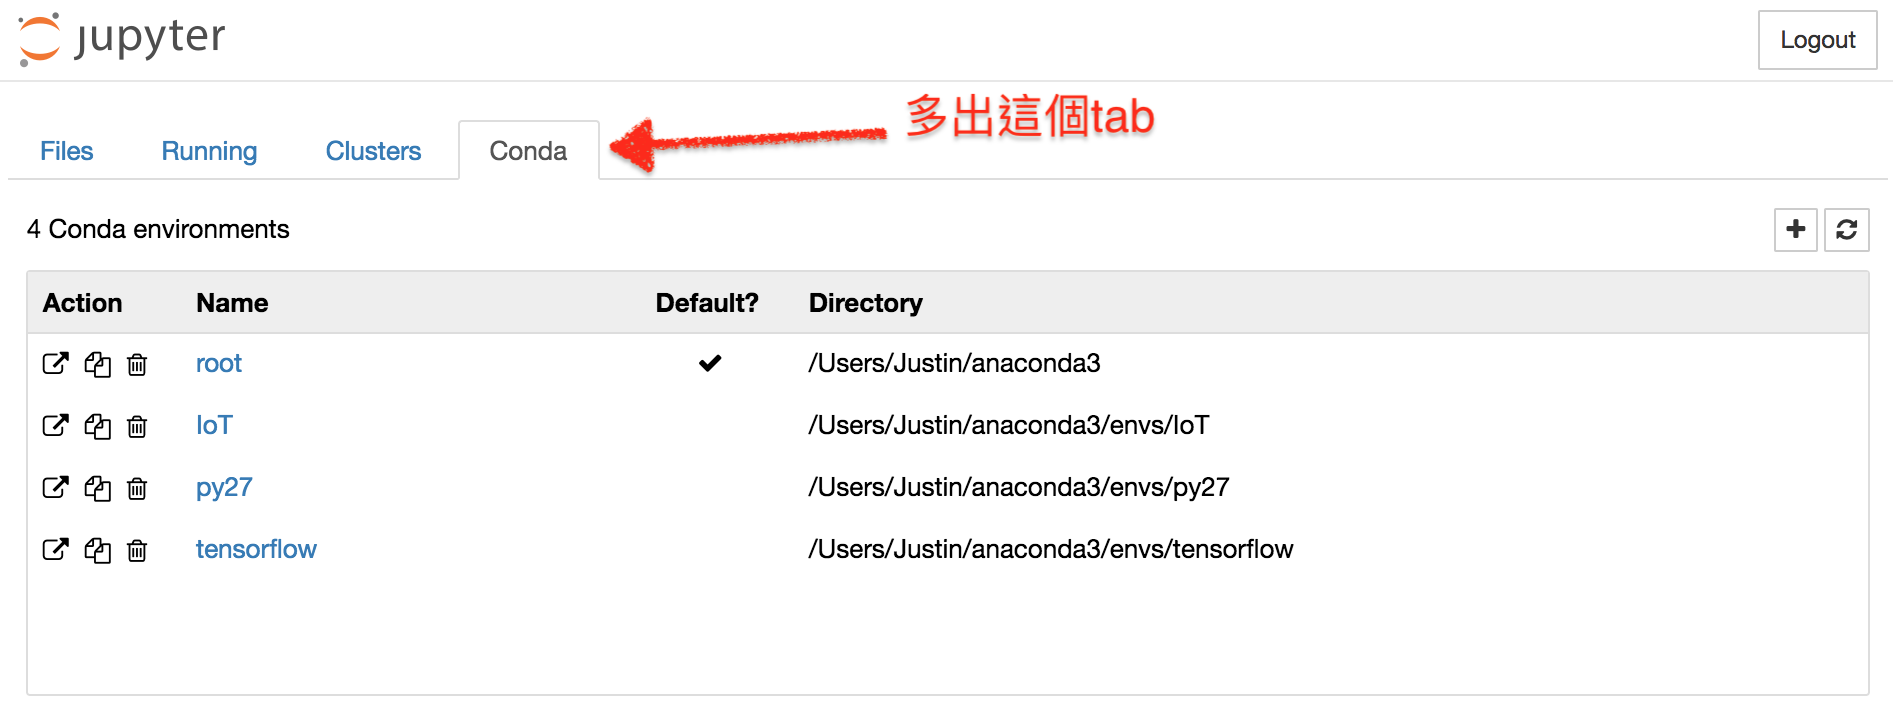 jupyter
Logout
多出這個tab
Files Running Clusters Conda
4 Conda environments
Action Name Default? Directory
root /Users/Justin/anaconda3
IoT /Users/Justin/anaconda3/envs/IoT
py27 /Users/Justin/anaconda3/envs/py27
tensorflow /Users/Justin/anaconda3/envs/tensorflow